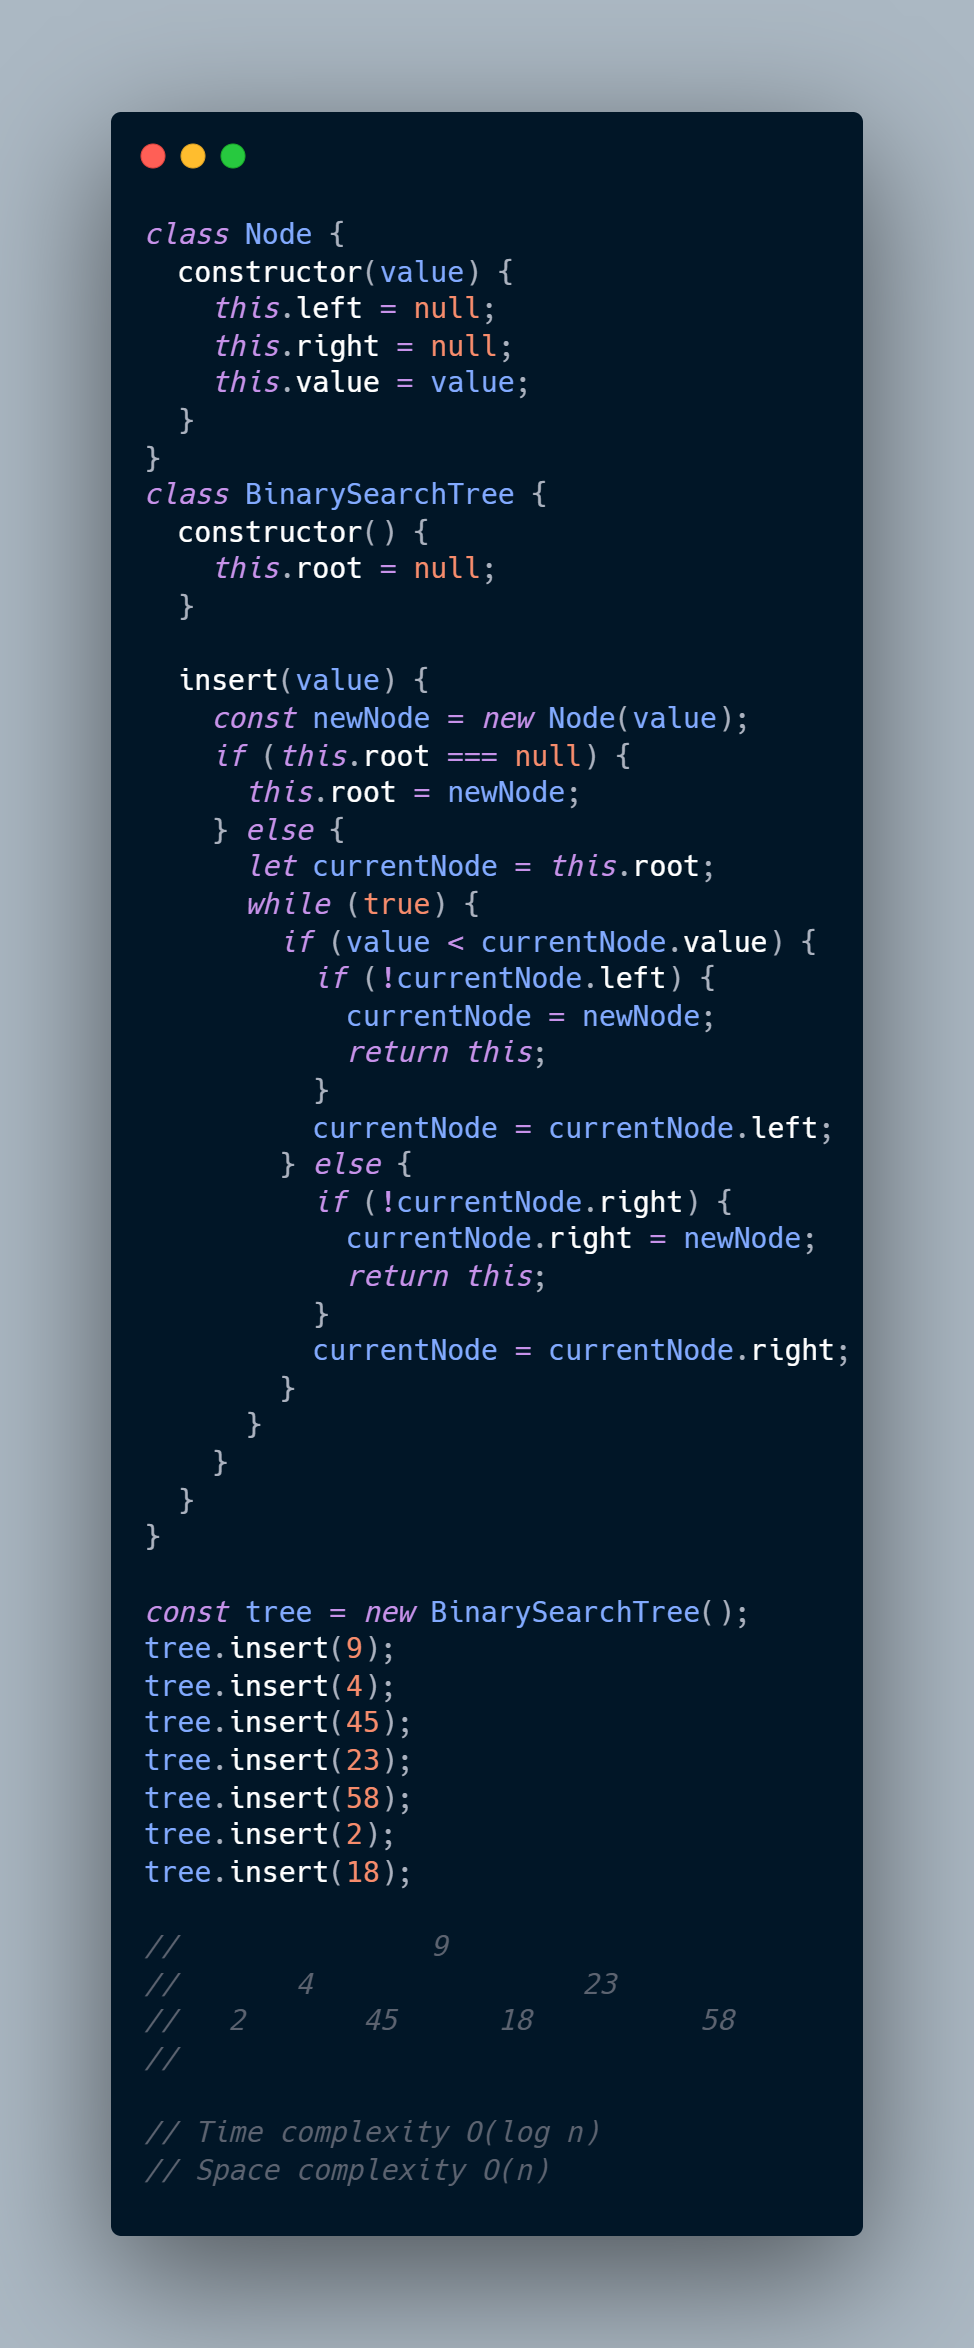 class Node {
  constructor(value) {
    this.left = null;
    this.right = null;
    this.value = value;
  }
}
class BinarySearchTree {
  constructor() {
    this.root = null;
  }

  insert(value) {
    const newNode = new Node(value);
    if (this.root === null) {
      this.root = newNode;
    } else {
      let currentNode = this.root;
      while (true) {
        if (value < currentNode.value) {
          if (!currentNode.left) {
            currentNode = newNode;
            return this;
          }
          currentNode = currentNode.left;
        } else {
          if (!currentNode.right) {
            currentNode.right = newNode;
            return this;
          }
          currentNode = currentNode.right;
        }
      }
    }
  }
}

const tree = new BinarySearchTree();
tree.insert(9);
tree.insert(4);
tree.insert(45);
tree.insert(23);
tree.insert(58);
tree.insert(2);
tree.insert(18);

//               9
//       4                23
//   2       45      18          58
//

// Time complexity O(log n)
// Space complexity O(n)